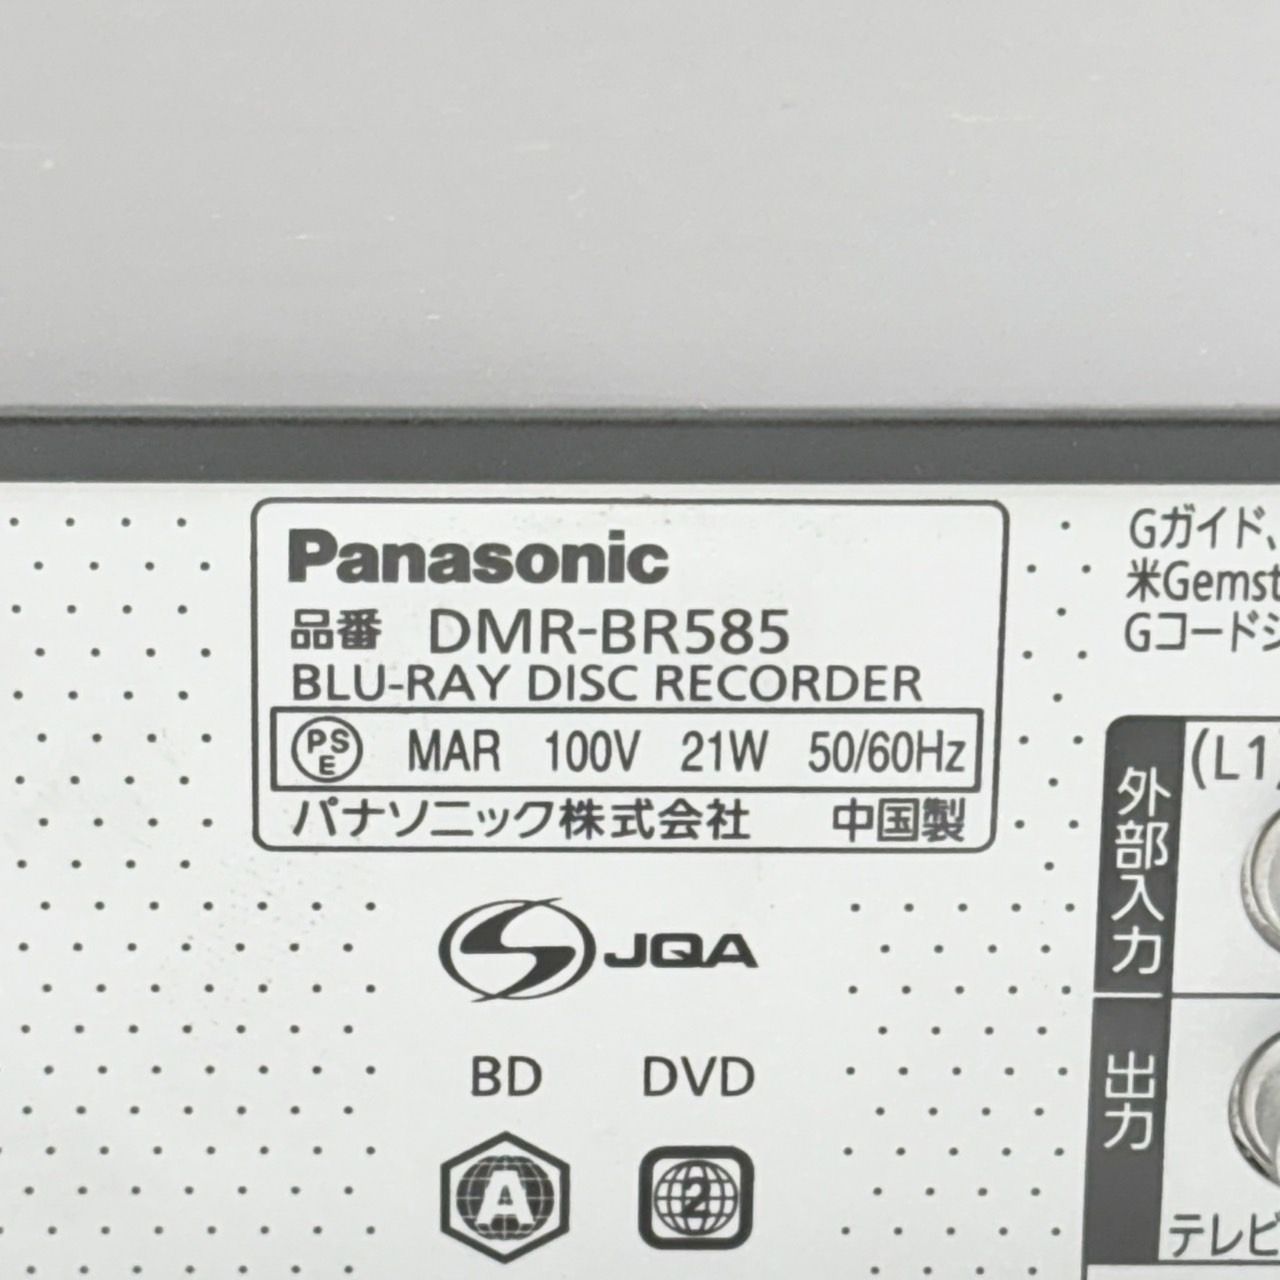 Panasonic
品番 DMR-BR585
BLU-RAY DISC RECORDER
PS
E
MAR 100V 21W 50/60Hz
パナソニック株式会社 中国製
JQA
BD DVD
A 2
Gガイド、
米Gemst
Gコードシ
(L1)
外部入力
出力
テレビ